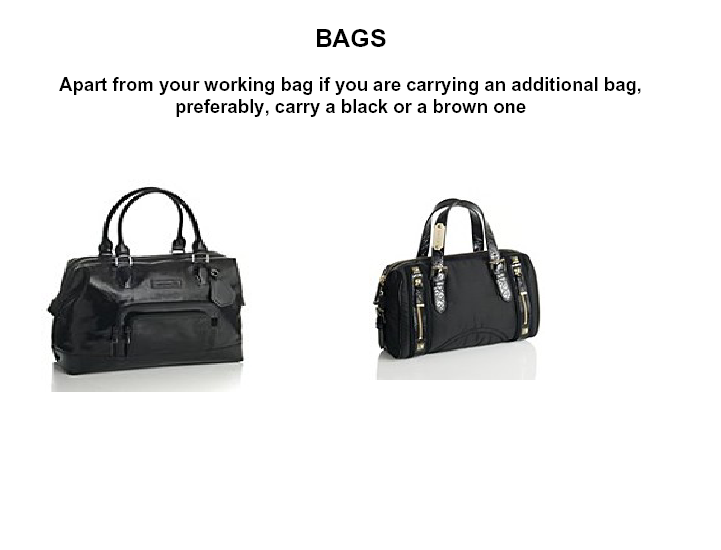 BAGS
Apart from your working bag if you are carrying an additional bag,
preferably, carry a black or a brown one